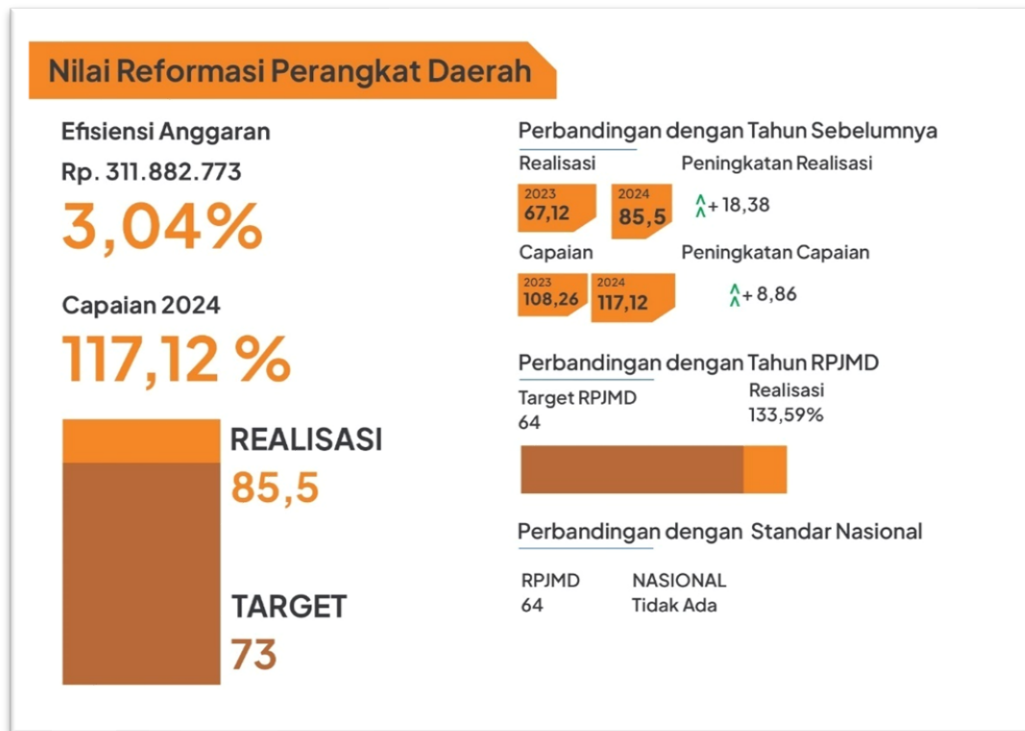 Nilai Reformasi Perangkat Daerah
Efisiensi Anggaran
Rp. 311.882.773
3,04%
Capaian 2024
117,12 %
REALISASI
85,5
TARGET
73
Perbandingan dengan Tahun Sebelumnya
Realisasi Peningkatan Realisasi
2023 2024
67,12 85,5 + 18,38
Capaian Peningkatan Capaian
2023 2024
108,26 117,12 + 8,86
Perbandingan dengan Tahun RPJMD
Target RPJMD Realisasi
64 133,59%
Perbandingan dengan Standar Nasional
RPJMD NASIONAL
64 Tidak Ada